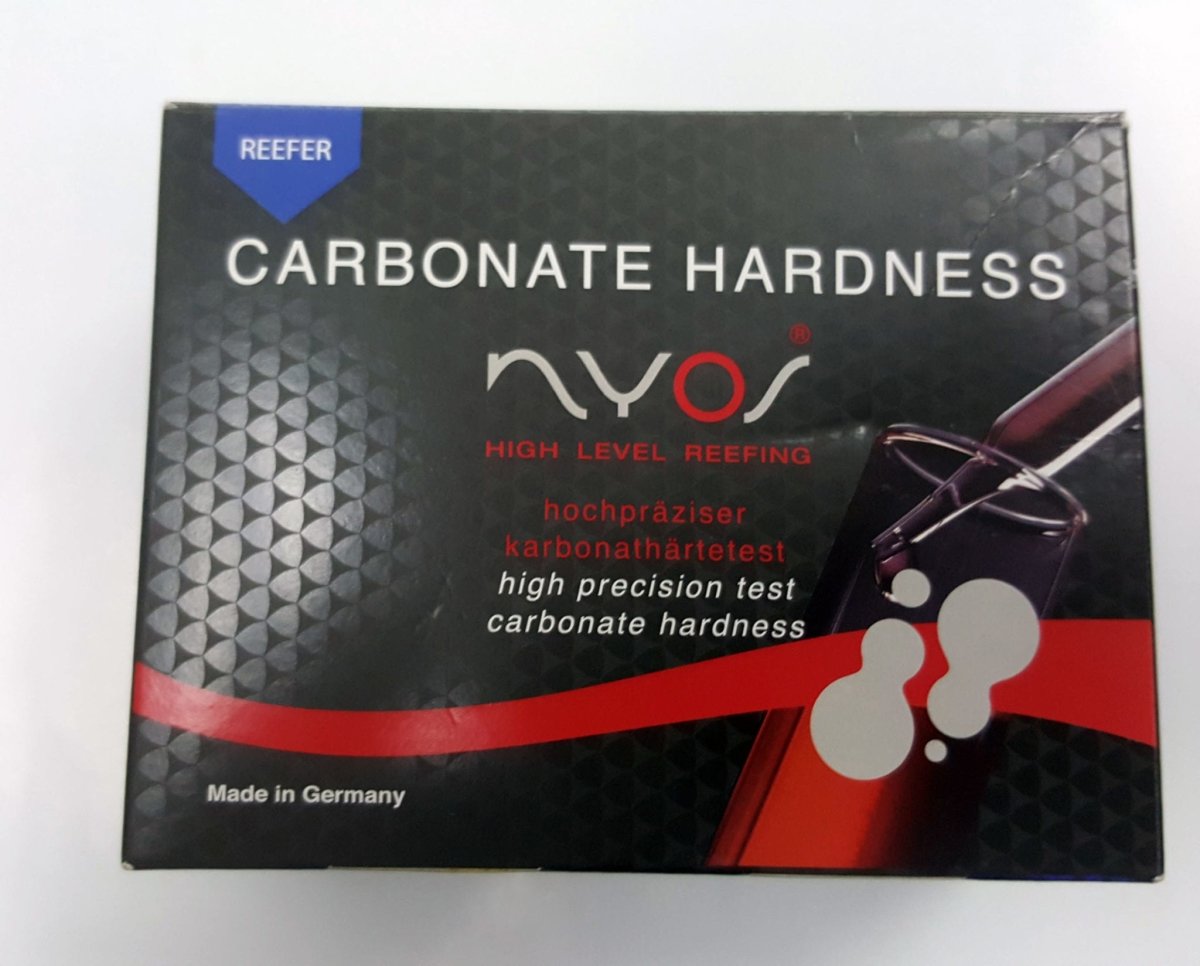 REEFER
CARBONATE HARDNESS
nyos®
HIGH LEVEL REEFING
hochpräziser
karbonathärtetest
high precision test
carbonate hardness
Made in Germany